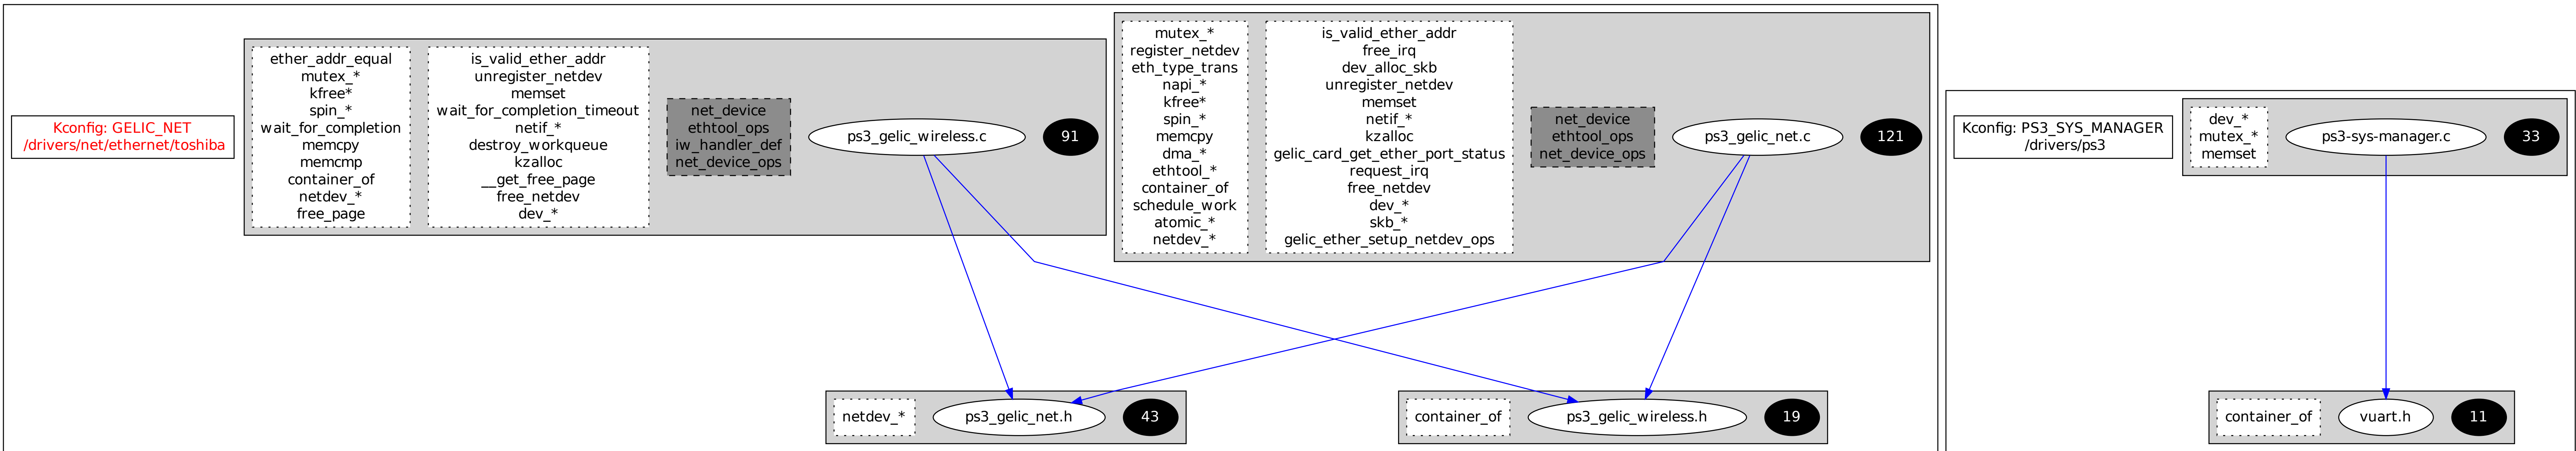 Kconfig: GELIC_NET
/drivers/net/ethernet/toshiba
ether_addr_equal
mutex_*
kfree*
spin_*
wait_for_completion
memcpy
memcmp
container_of
netdev_*
free_page
is_valid_ether_addr
unregister_netdev
memset
wait_for_completion_timeout
netif_*
destroy_workqueue
kzalloc
__get_free_page
free_netdev
dev_*
net_device
ethtool_ops
iw_handler_def
net_device_ops
ps3_gelic_wireless.c
91
mutex_*
register_netdev
eth_type_trans
napi_*
kfree*
spin_*
memcpy
dma_*
ethtool_*
container_of
schedule_work
atomic_*
netdev_*
is_valid_ether_addr
free_irq
dev_alloc_skb
unregister_netdev
memset
netif_*
kzalloc
gelic_card_get_ether_port_status
request_irq
free_netdev
dev_*
skb_*
gelic_ether_setup_netdev_ops
net_device
ethtool_ops
net_device_ops
ps3_gelic_net.c
121
Kconfig: PS3_SYS_MANAGER
/drivers/ps3
dev_*
mutex_*
memset
ps3-sys-manager.c
33
netdev_*
ps3_gelic_net.h
43
container_of
ps3_gelic_wireless.h
19
container_of
vuart.h
11